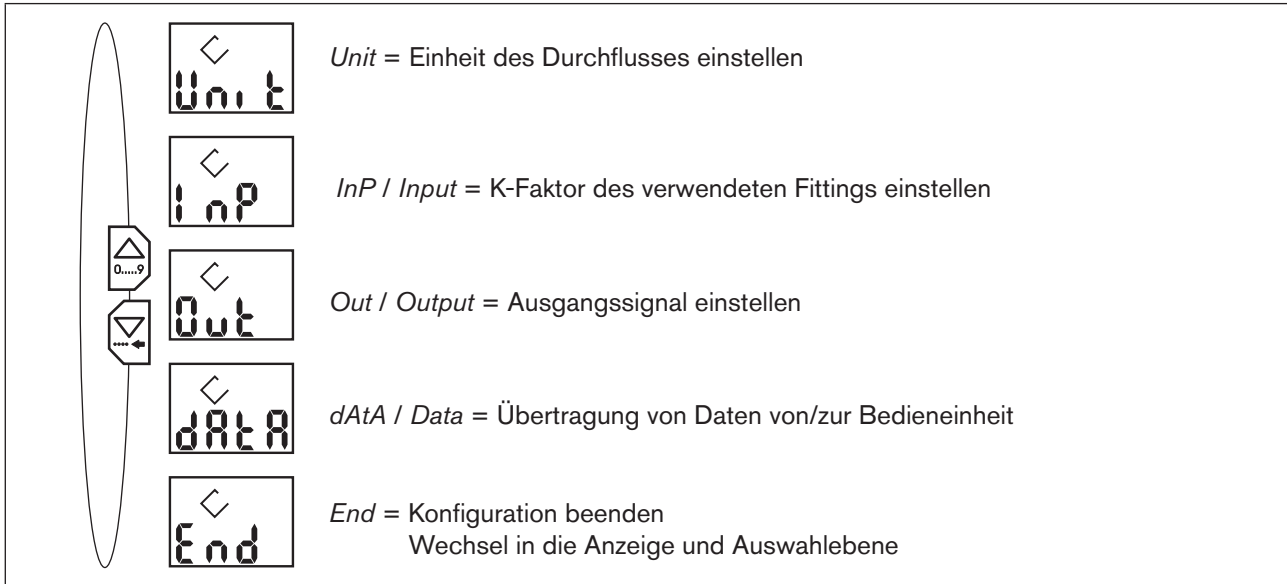 Unit
Unit = Einheit des Durchflusses einstellen
InP
InP / Input = K-Faktor des verwendeten Fittings einstellen
0.....9
Out
Out / Output = Ausgangssignal einstellen
dAtA
dAtA / Data = Übertragung von Daten von/zur Bedieneinheit
End
End = Konfiguration beenden
Wechsel in die Anzeige und Auswahlebene